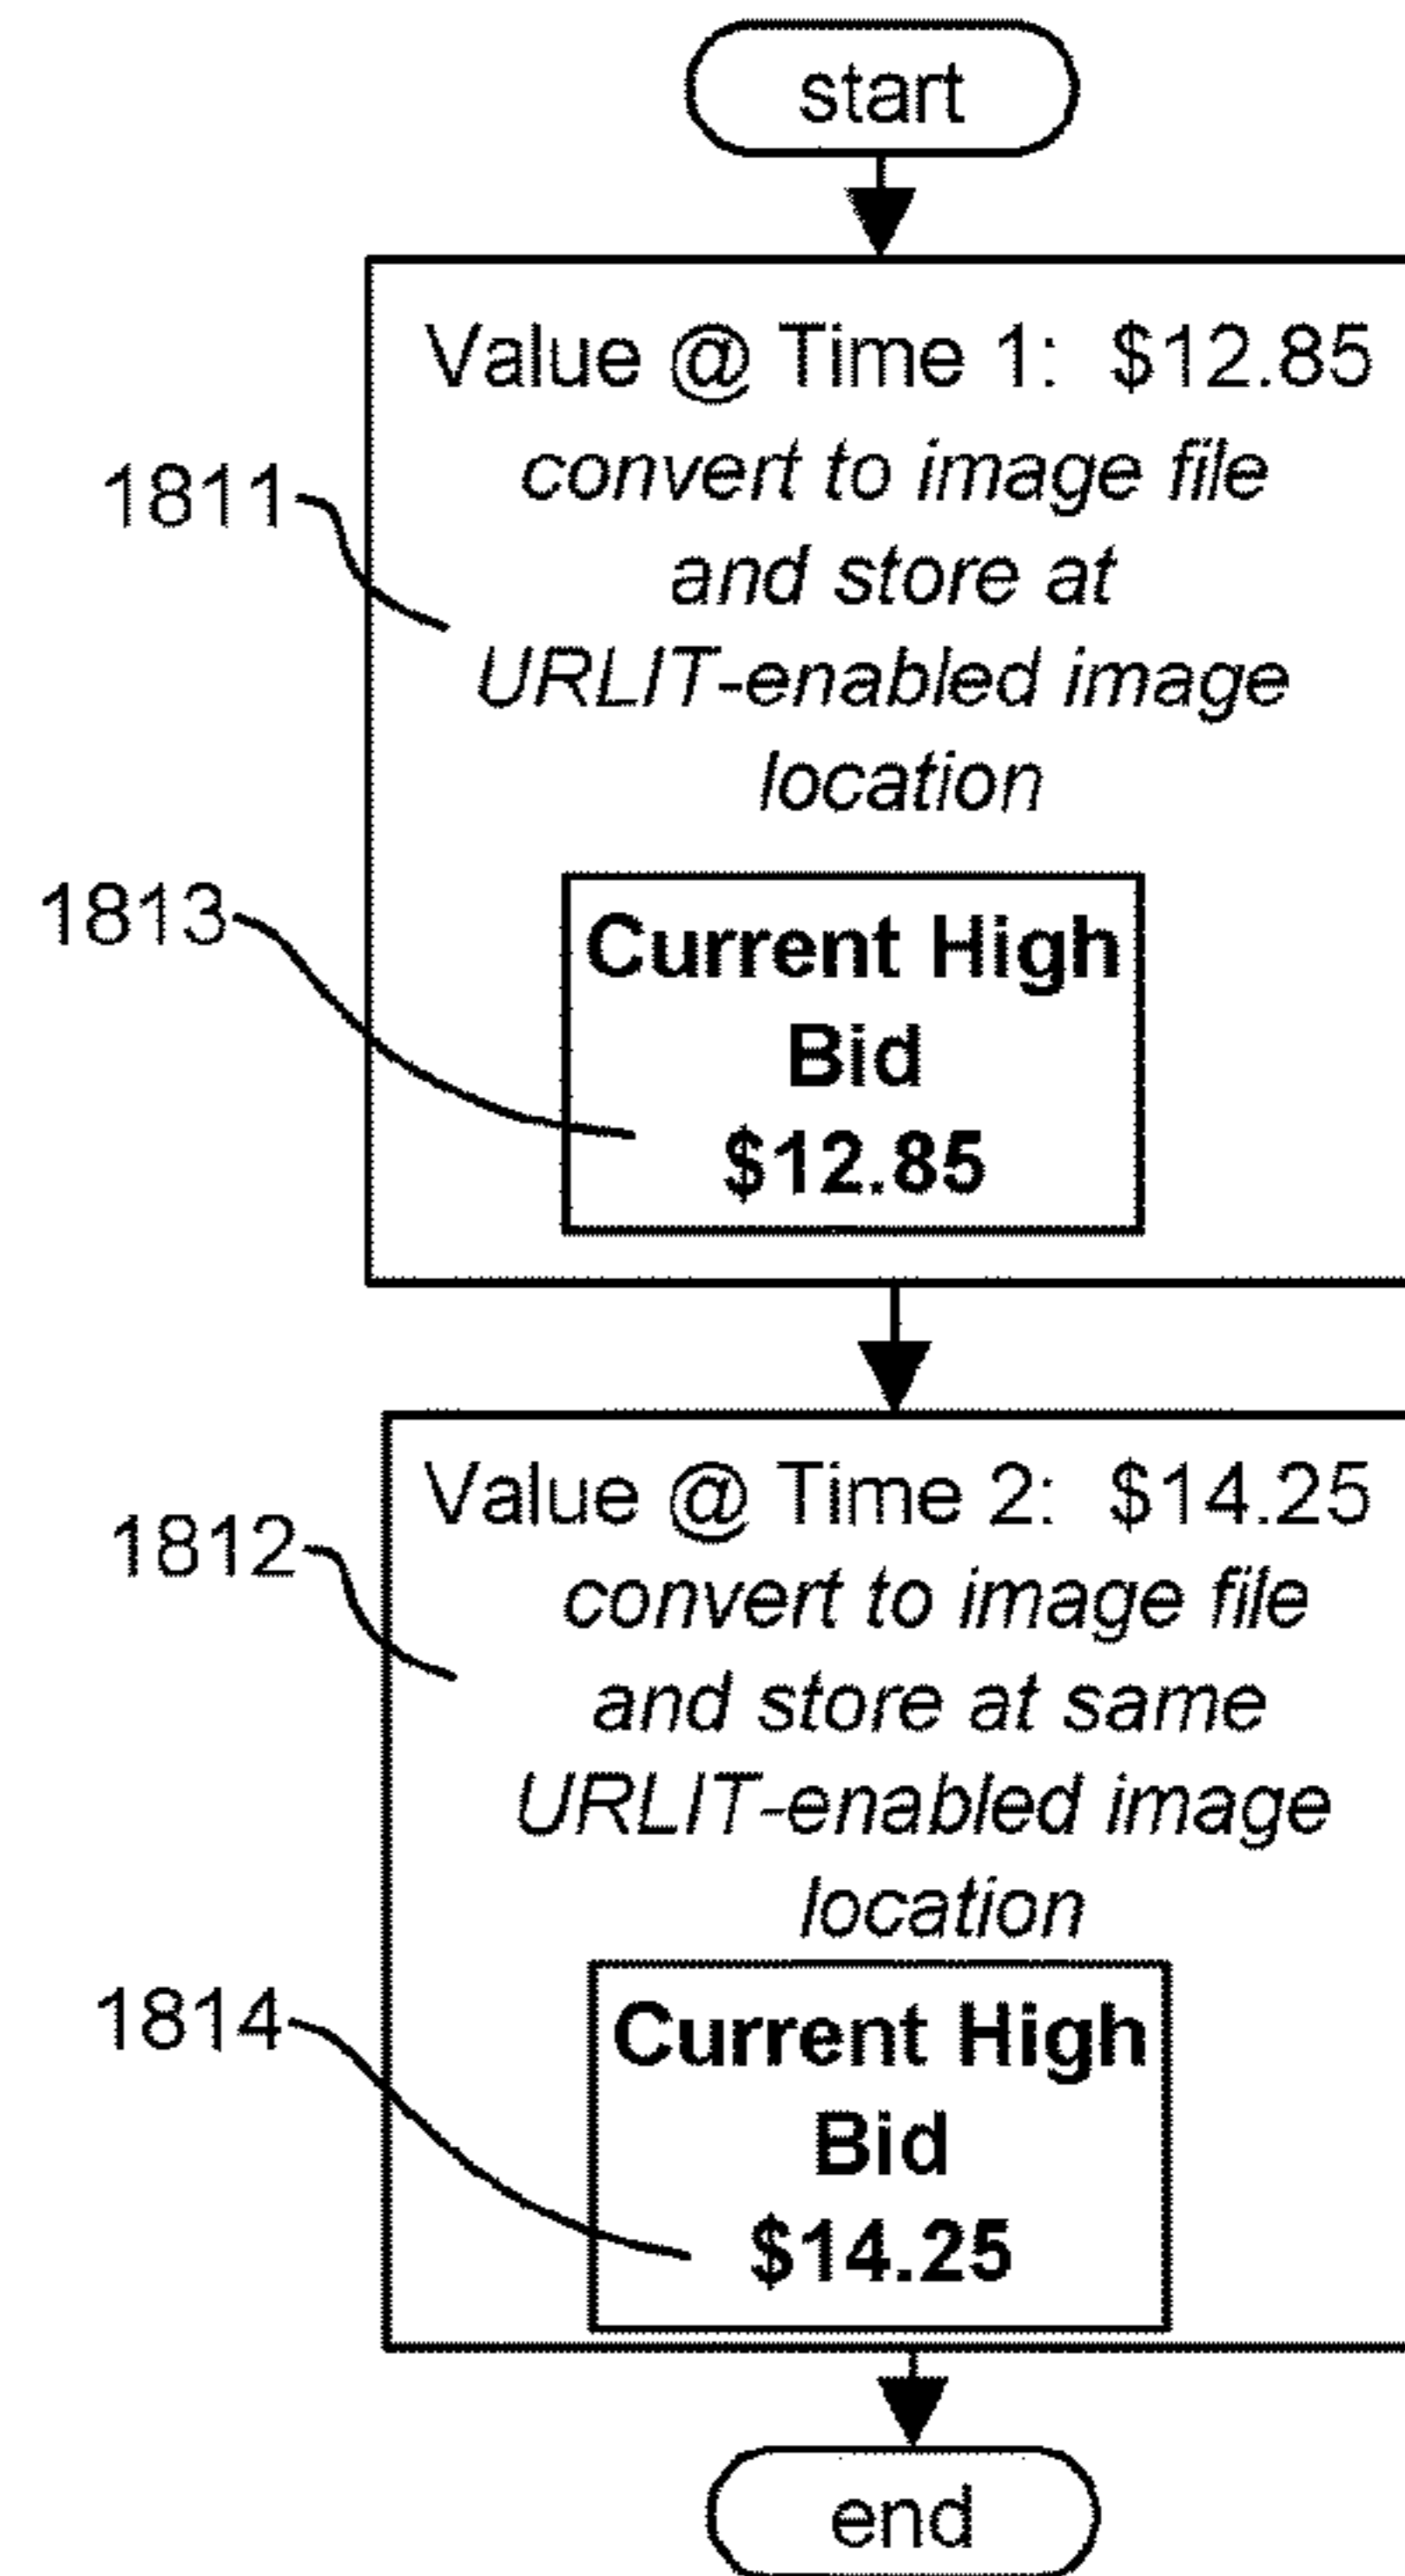 start
Value @ Time 1: $12.85
convert to image file
1811
and store at
URLIT-enabled image
location
1813
Current High
Bid
$12.85
Value @ Time 2: $14.25
1812
convert to image file
and store at same
URLIT-enabled image
location
1814
Current High
Bid
$14.25
end